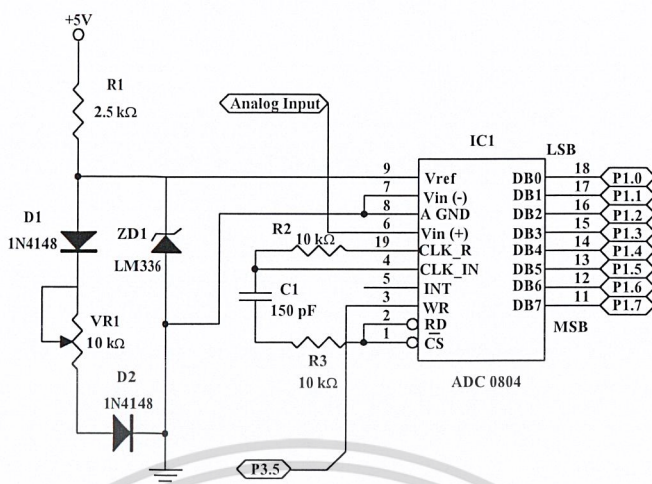 +5V
R1
2.5 kΩ
Analog Input
IC1
LSB
9 Vref DB0 18 P1.0
7 Vin (-) DB1 17 P1.1
8 A GND DB2 16 P1.2
6 Vin (+) DB3 15 P1.3
19 CLK_R DB4 14 P1.4
4 CLK_IN DB5 13 P1.5
5 INT DB6 12 P1.6
3 WR DB7 11 P1.7
2 RD
1 CS
MSB
ADC 0804
D1
1N4148
ZD1
LM336
R2
10 kΩ
C1
150 pF
VR1
10 kΩ
R3
10 kΩ
D2
1N4148
P3.5